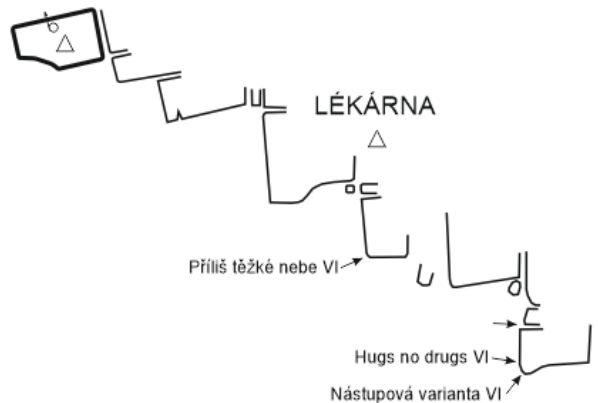 LÉKÁRNA
Příliš těžké nebe VI
Hugs no drugs VI
Nástupová varianta VI